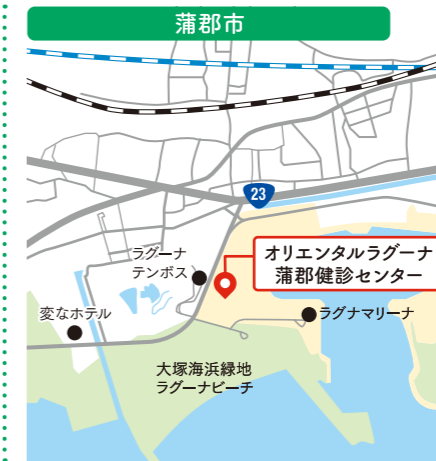 蒲郡市
23
オリエンタルラグーナ
蒲郡健診センター
ラグーナ
テンボス
変なホテル
ラグナマリーナ
大塚海浜緑地
ラグーナビーチ